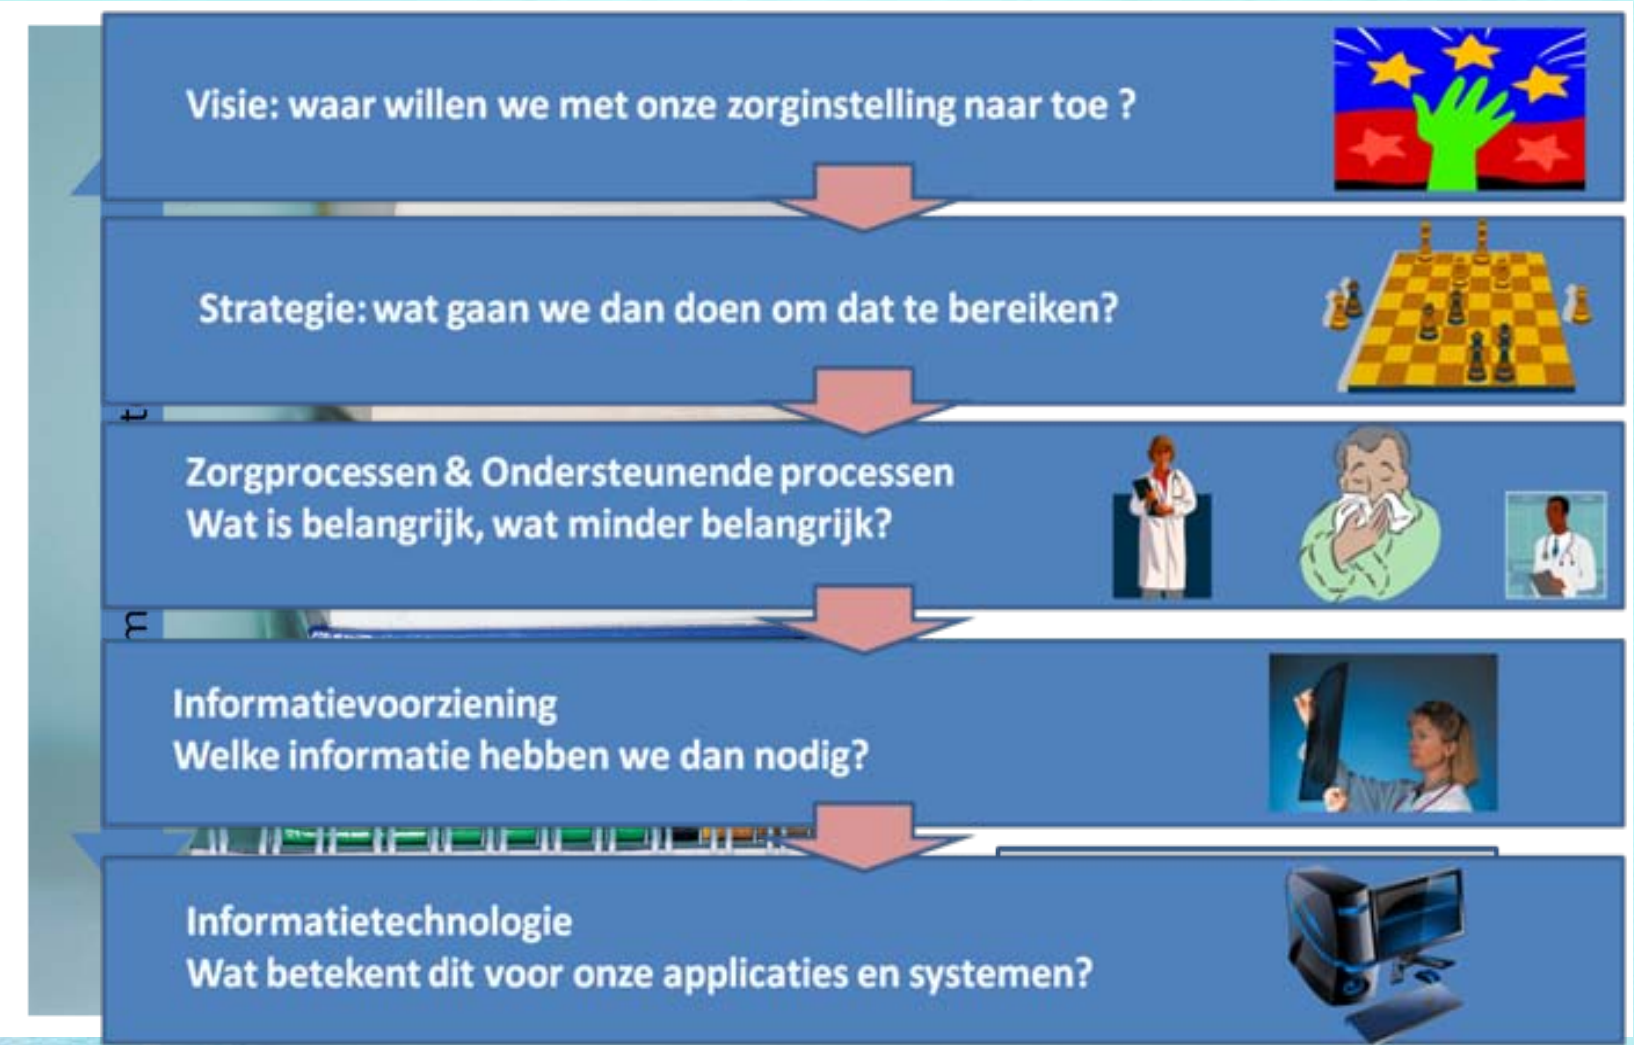 Visie: waar willen we met onze zorginstelling naar toe ?
Strategie: wat gaan we dan doen om dat te bereiken?
Zorgprocessen & Ondersteunende processen
Wat is belangrijk, wat minder belangrijk?
Informatievoorziening
Welke informatie hebben we dan nodig?
Informatietechnologie
Wat betekent dit voor onze applicaties en systemen?